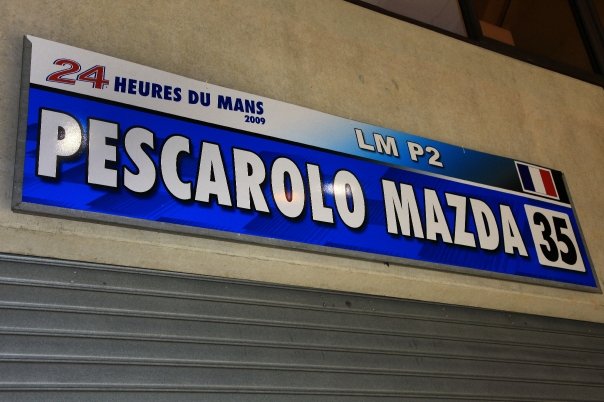 24 HEURES DU MANS
2009
LM P2
PESCAROLO MAZDA 35